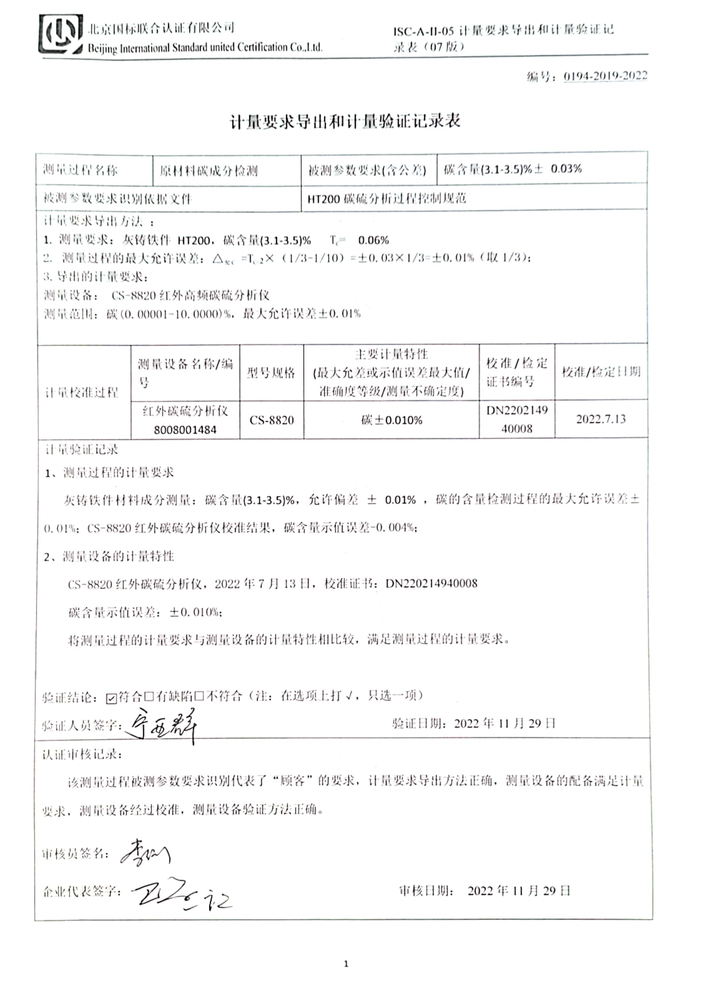 北京国标联合认证有限公司
Beijing International Standard united Certification Co.,Ltd.
ISC-A-II-05 计量要求导出和计量验证记
录表（07 版）
编号：0194-2019-2022
计量要求导出和计量验证记录表
测量过程名称 原材料碳成分检测 被测参数要求(含公差) 碳含量(3.1-3.5)%± 0.03%
被测参数要求识别依据文件 HT200 碳硫分析过程控制规范
计量要求导出方法 ：
1. 测量要求：灰铸铁件 HT200，碳含量(3.1-3.5)% T= 0.06%
2. 测量过程的最大允许误差：△允C =TC/2×（1/3-1/10）=±0.03×1/3=±0.01%（取 1/3）；
3. 导出的计量要求：
测量设备： CS-8820 红外高频碳硫分析仪
测量范围：碳(0.00001-10.0000)%，最大允许误差±0.01%
计量校准过程
测量设备名称/编
号
型号规格
主要计量特性
(最大允差或示值误差最大值/
准确度等级/测量不确定度)
校准/检定
证书编号
校准/检定日期
红外碳硫分析仪
8008001484
CS-8820
碳±0.010%
DN2202149
40008
2022.7.13
计量验证记录
1、测量过程的计量要求
灰铸铁件材料成分测量：碳含量(3.1-3.5)%，允许偏差 ± 0.01% ，碳的含量检测过程的最大允许误差±
0.01%；CS-8820 红外碳硫分析仪校准结果，碳含量示值误差-0.004%；
2、测量设备的计量特性
CS-8820 红外碳硫分析仪，2022 年 7 月 13 日，校准证书：DN220214940008
碳含量示值误差：±0.010%；
将测量过程的计量要求与测量设备的计量特性相比较，满足测量过程的计量要求。
验证结论：☑符合□有缺陷□不符合（注：在选项上打√，只选一项）
验证人员签字：宁亚群 验证日期：2022 年 11 月 29 日
认证审核记录：
该测量过程被测参数要求识别代表了“顾客”的要求，计量要求导出方法正确，测量设备的配备满足计量
要求，测量设备经过校准，测量设备验证方法正确。
审核员签名：
企业代表签字： 审核日期： 2022 年 11 月 29 日
1